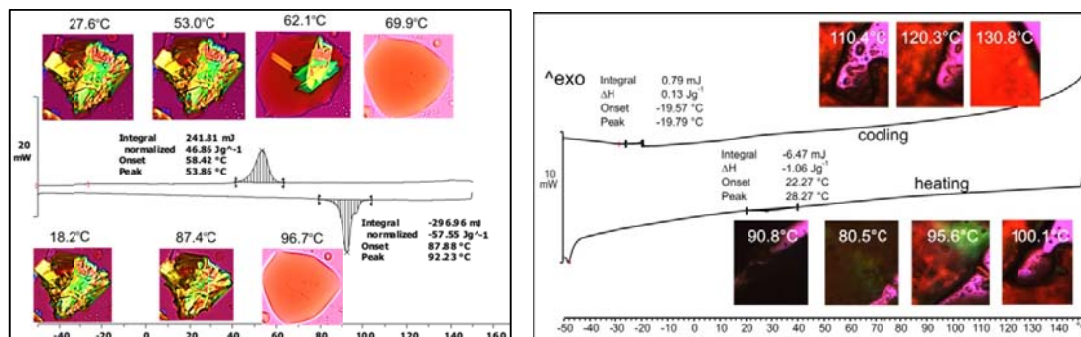 27.6°C 53.0°C 62.1°C 69.9°C
20
mW
Integral 241.81 mJ
normalized 46.86 Jg^-1
Onset 58.42 °C
Peak 53.86 °C
Integral -296.96 mJ
normalized -57.55 Jg^-1
Onset 87.88 °C
Peak 92.23 °C
18.2°C 87.4°C 96.7°C
-40 -20 0 20 40 60 80 100 120 140
110.4°C 120.3°C 130.8°C
^exo
Integral 0.79 mJ
ΔH 0.13 Jg⁻¹
Onset -19.57 °C
Peak -19.79 °C
cooling
10
mW
Integral -6.47 mJ
ΔH -1.06 Jg⁻¹
Onset 22.27 °C
Peak 28.27 °C
heating
90.8°C 80.5°C 95.6°C 100.1°C
-50 -40 -30 -20 -10 0 10 20 30 40 50 60 70 80 90 100 110 120 130